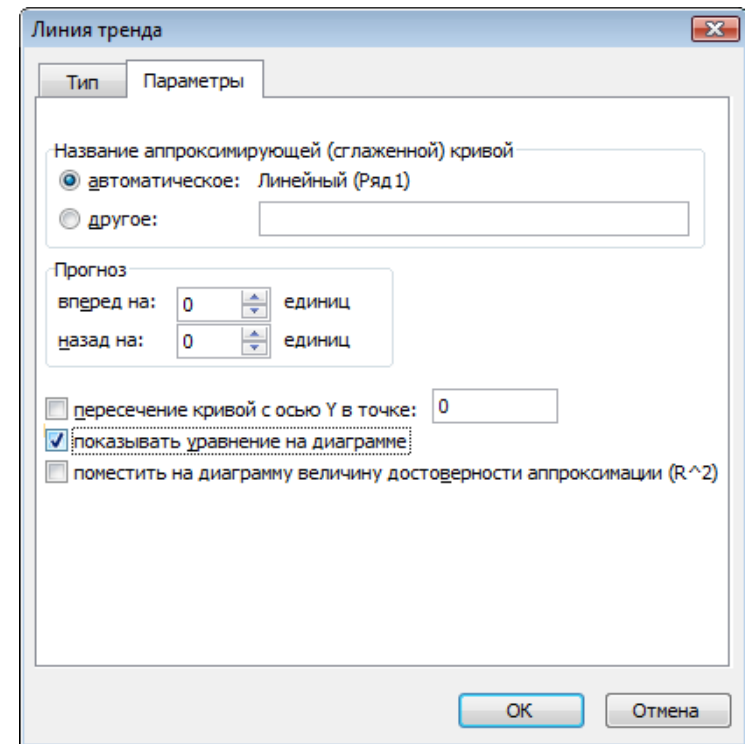 Линия тренда
Тип Параметры
Название аппроксимирующей (сглаженной) кривой
автоматическое: Линейный (Ряд1)
другое:
Прогноз
вперед на: 0 единиц
назад на: 0 единиц
пересечение кривой с осью Y в точке: 0
показывать уравнение на диаграмме
поместить на диаграмму величину достоверности аппроксимации (R^2)
ОК Отмена